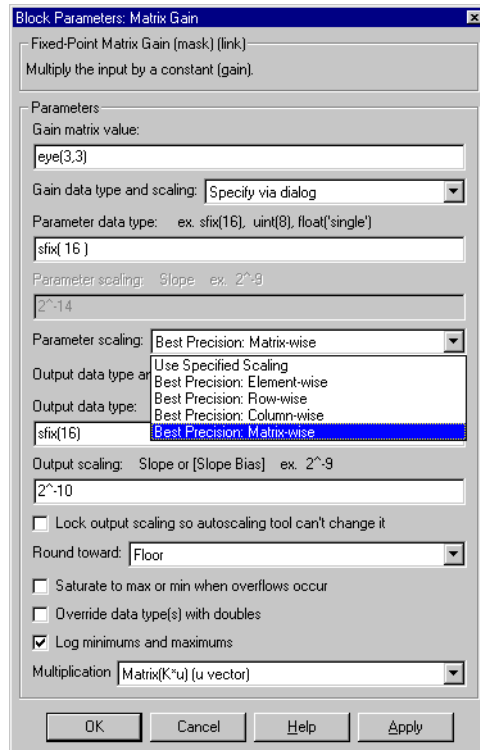 Block Parameters: Matrix Gain
Fixed-Point Matrix Gain (mask) (link)
Multiply the input by a constant (gain).
Parameters
Gain matrix value:
eye(3,3)
Gain data type and scaling: Specify via dialog
Parameter data type: ex. sfix(16), uint(8), float('single')
sfix( 16 )
Parameter scaling: Slope ex. 2^-9
2^-14
Parameter scaling: Best Precision: Matrix-wise
Use Specified Scaling
Output data type an Best Precision: Element-wise
Best Precision: Row-wise
Output data type: Best Precision: Column-wise
sfix(16) Best Precision: Matrix-wise
Output scaling: Slope or [Slope Bias] ex. 2^-9
2^-10
Lock output scaling so autoscaling tool can't change it
Round toward: Floor
Saturate to max or min when overflows occur
Override data type(s) with doubles
Log minimums and maximums
Multiplication Matrix(K*u) (u vector)
OK Cancel Help Apply